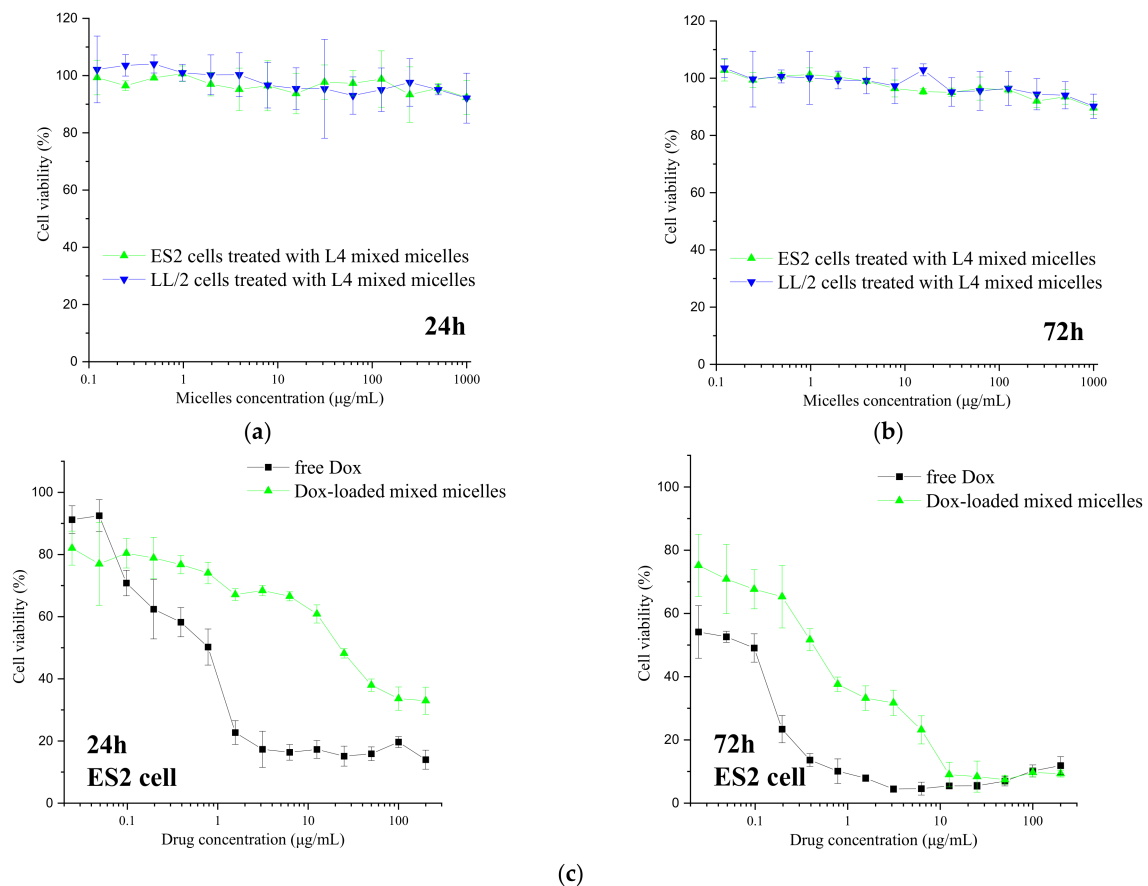 120
100
80
60
40
20
0
Cell viability (%)
ES2 cells treated with L4 mixed micelles
LL/2 cells treated with L4 mixed micelles
24h
0.1 1 10 100 1000
Micelles concentration (μg/mL)
(a)
120
100
80
60
40
20
0
Cell viability (%)
ES2 cells treated with L4 mixed micelles
LL/2 cells treated with L4 mixed micelles
72h
0.1 1 10 100 1000
Micelles concentration (μg/mL)
(b)
free Dox
Dox-loaded mixed micelles
100
80
60
40
20
0
Cell viability (%)
24h
ES2 cell
0.1 1 10 100
Drug concentration (μg/mL)
free Dox
Dox-loaded mixed micelles
100
80
60
40
20
0
Cell viability (%)
72h
ES2 cell
0.1 1 10 100
Drug concentration (μg/mL)
(c)